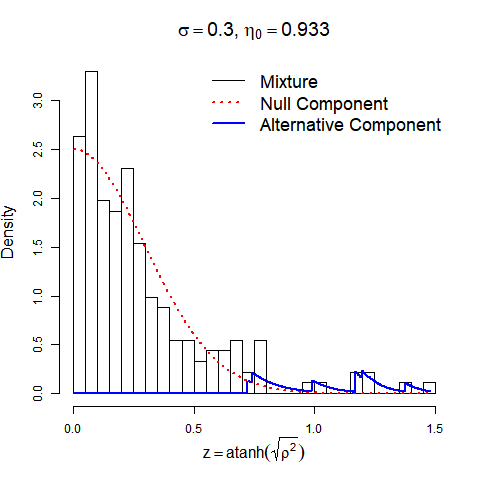 σ = 0.3, η₀ = 0.933
Mixture
Null Component
Alternative Component
Density
3.0
2.5
2.0
1.5
1.0
0.5
0.0
0.0 0.5 1.0 1.5
z = atanh(√ρ²)